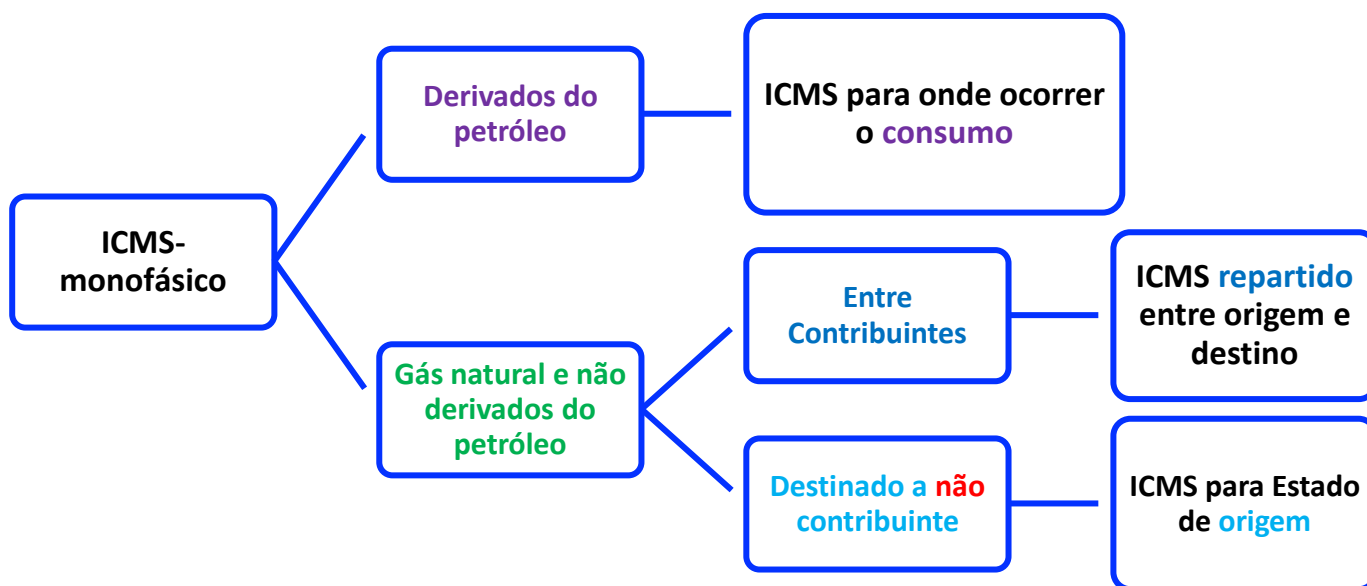 Derivados do
petróleo
ICMS para onde ocorrer
o consumo
ICMS-
monofásico
Entre
Contribuintes
ICMS repartido
entre origem e
destino
Gás natural e não
derivados do
petróleo
Destinado a não
contribuinte
ICMS para Estado
de origem